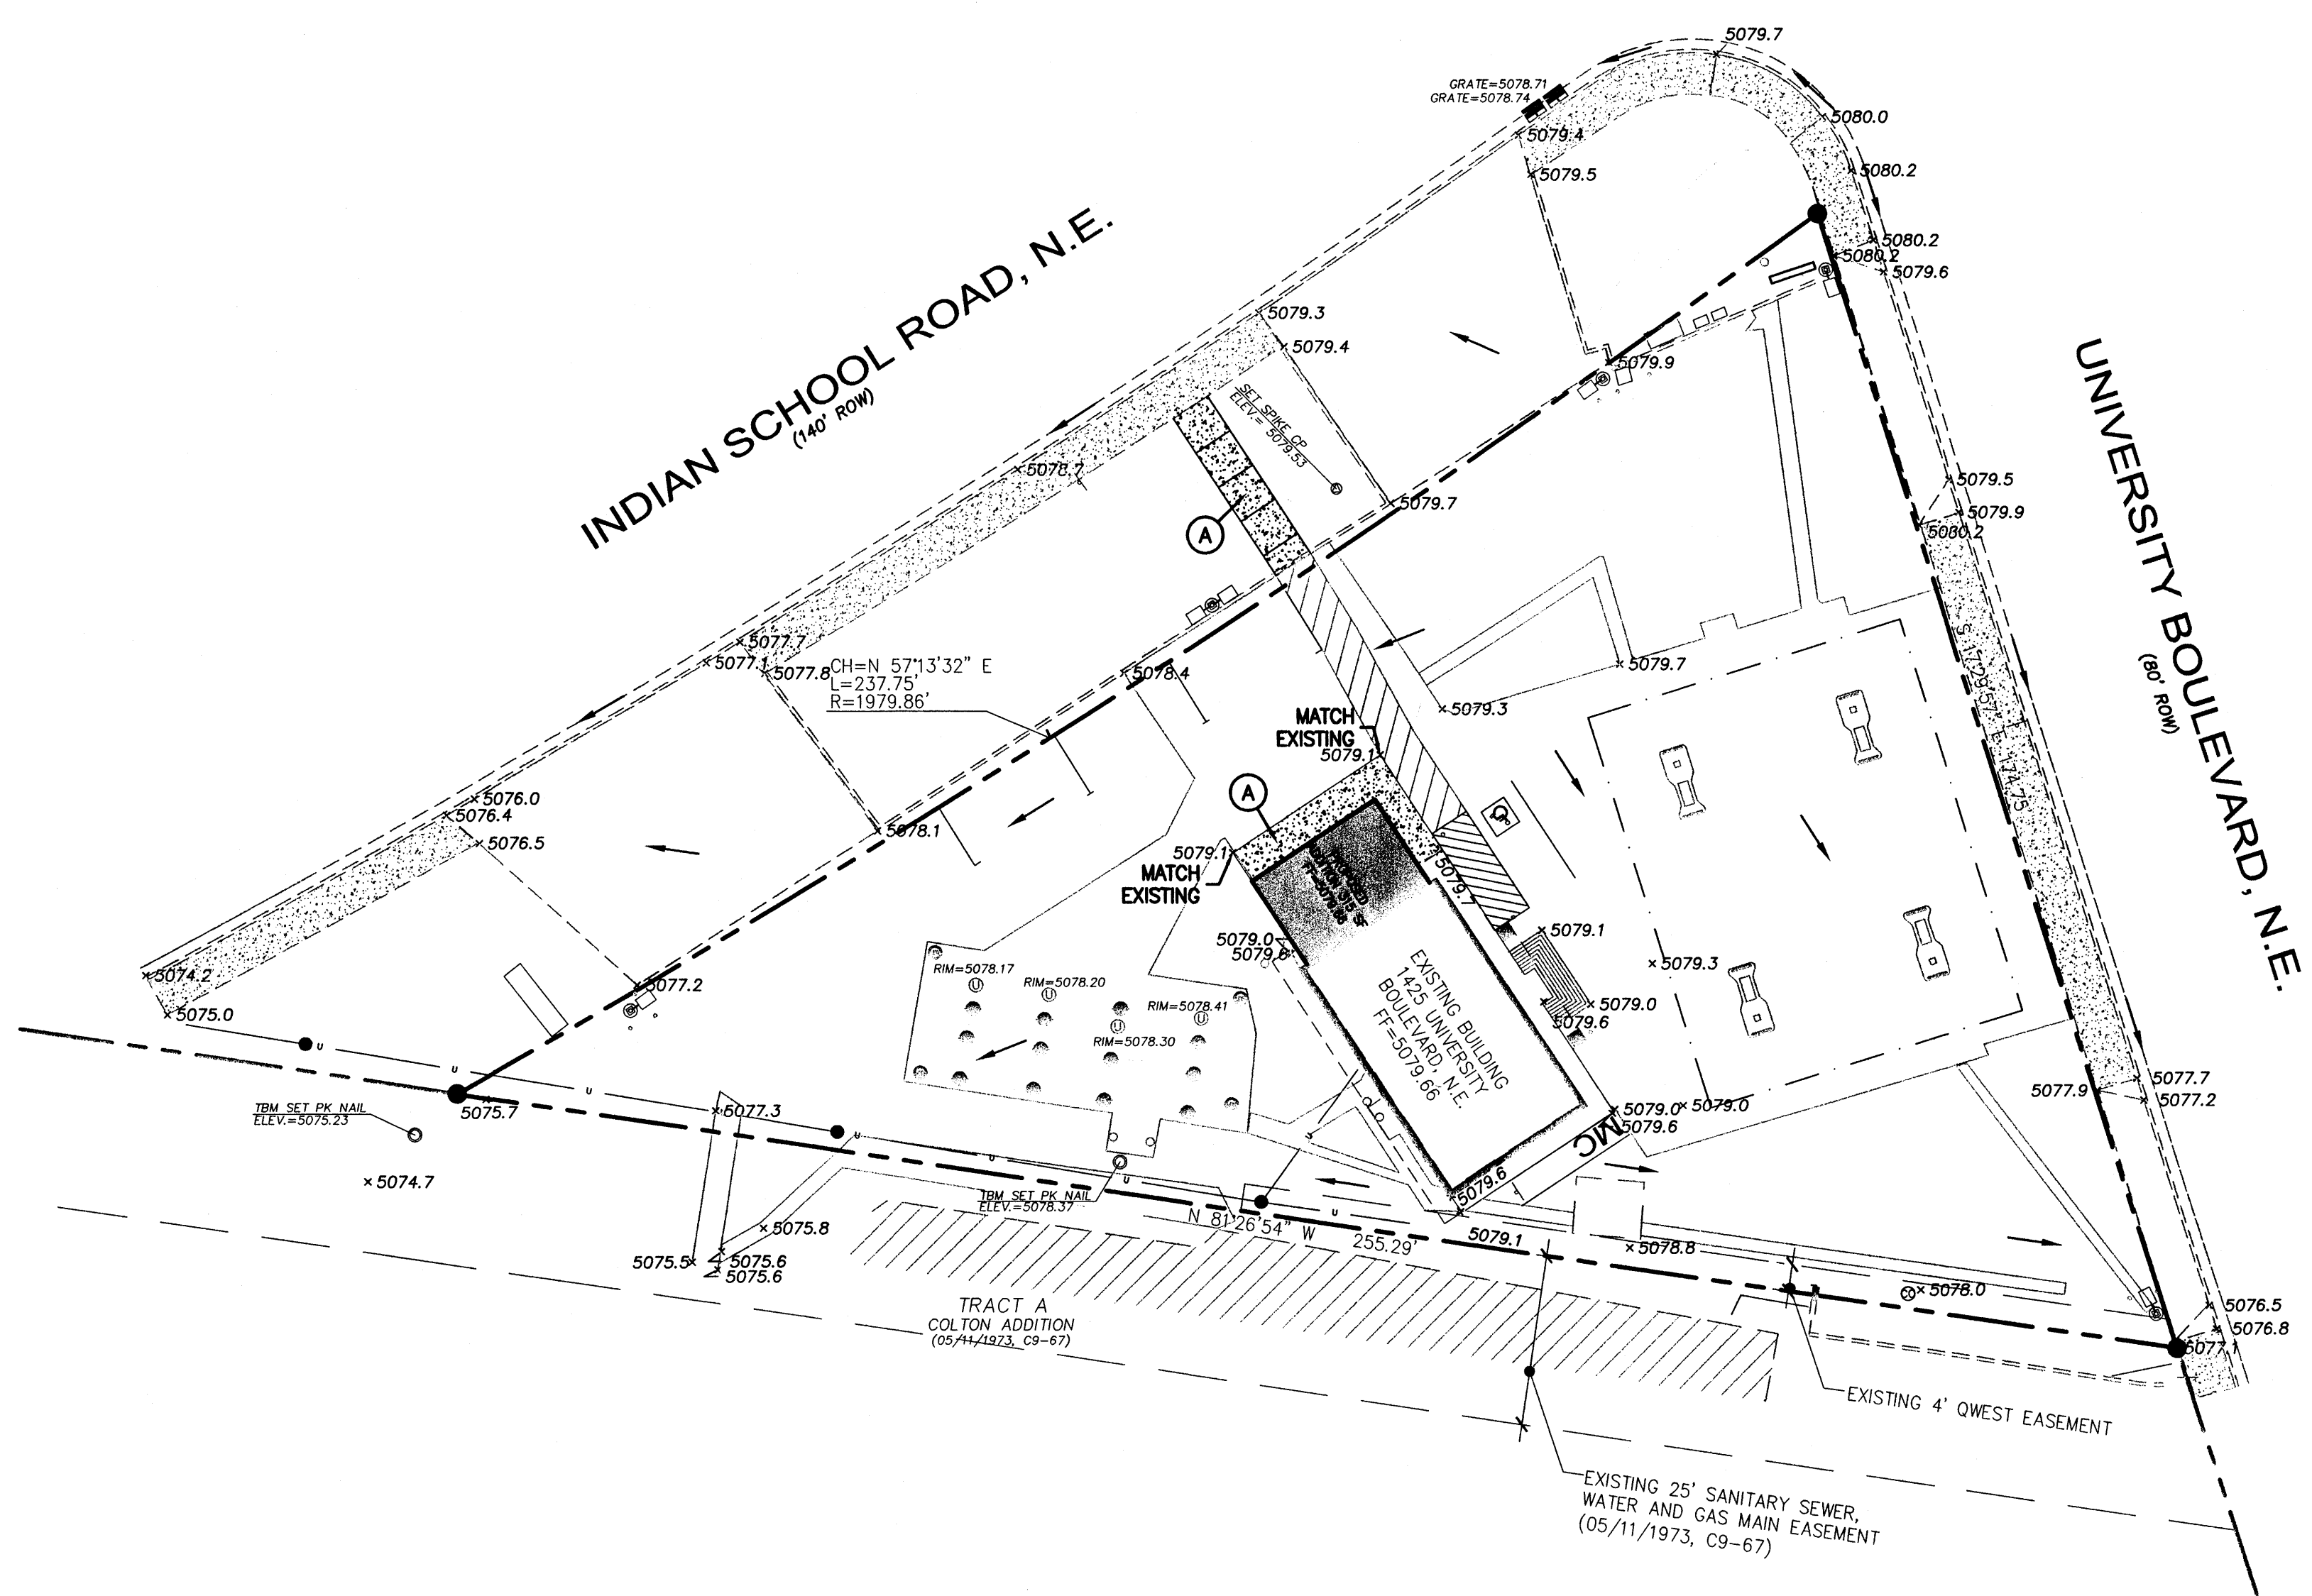 5079.7
GRATE=5078.71
GRATE=5078.74
5080.0
5079.4
5080.2
5079.5
INDIAN SCHOOL ROAD, N.E.
(140' ROW)
5080.2
5080.2
5079.6
5079.3
5079.4
5079.9
UNIVERSITY BOULEVARD, N.E.
(80' ROW)
SET SPIKE CP
ELEV.= 5079.53
5078.7
5079.5
5079.7
5079.9
5080.2
A
5077.7
5077.1
5077.8
CH=N 57°13'32" E
L=237.75'
R=1979.86'
5078.4
5079.7
S 17°29'57" E 174.75
5079.3
MATCH
EXISTING
5079.1
5076.0
5076.4
5076.5
A
5078.1
5079.1
MATCH
EXISTING
PROPOSED
ADDITION 915 SF
5079.7
5079.0
5079.6
5079.1
5079.3
5074.2
5075.0
5077.2
RIM=5078.17
RIM=5078.20
RIM=5078.41
RIM=5078.30
EXISTING BUILDING
1425 UNIVERSITY
BOULEVARD, N.E.
FF=5079.66
5079.0
5079.6
5077.9
5077.7
5077.2
TBM SET PK NAIL
ELEV.=5075.23
5075.7
5077.3
5079.0
5079.0
5079.6
MC
5074.7
TBM SET PK NAIL
ELEV.=5078.37
5079.6
N 81°26'54" W 255.29'
5079.1
5078.8
5075.8
5075.5
5075.6
5075.6
5078.0
5076.5
5076.8
5077.1
TRACT A
COLTON ADDITION
(05/11/1973, C9-67)
EXISTING 4' QWEST EASEMENT
EXISTING 25' SANITARY SEWER,
WATER AND GAS MAIN EASEMENT
(05/11/1973, C9-67)